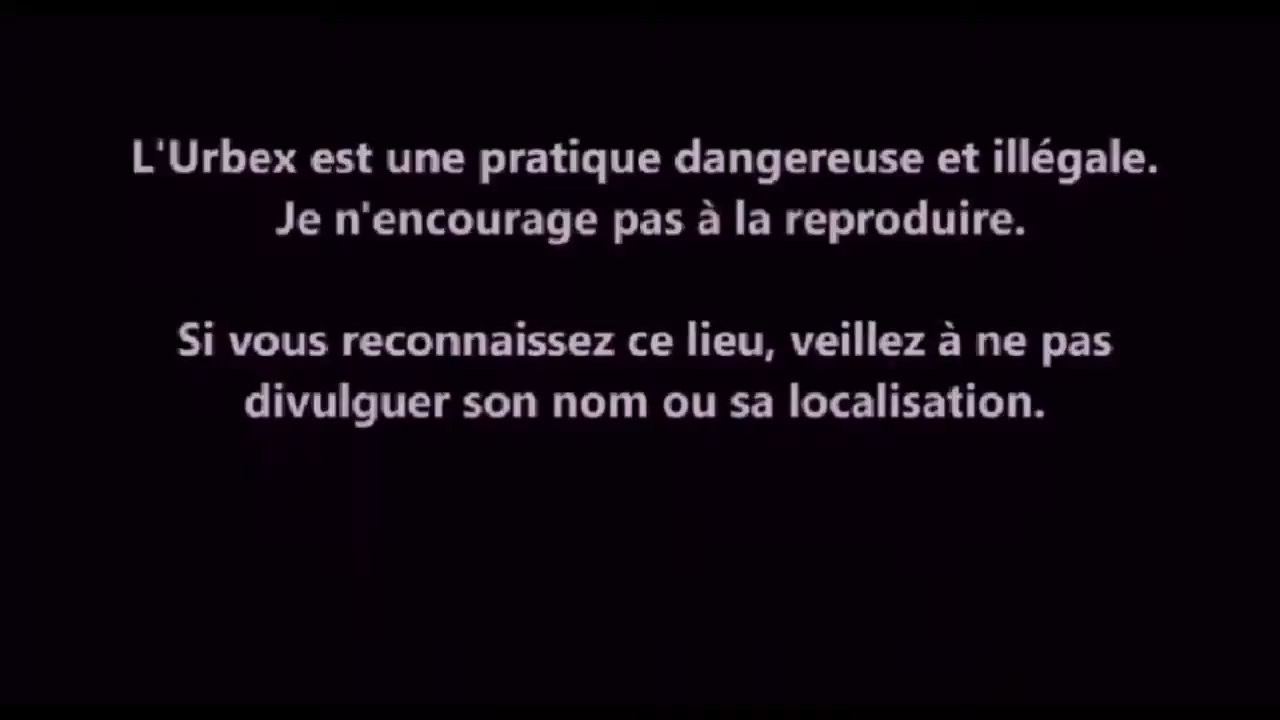 L'Urbex est une pratique dangereuse et illégale.
Je n'encourage pas à la reproduire.
Si vous reconnaissez ce lieu, veillez à ne pas
divulguer son nom ou sa localisation.